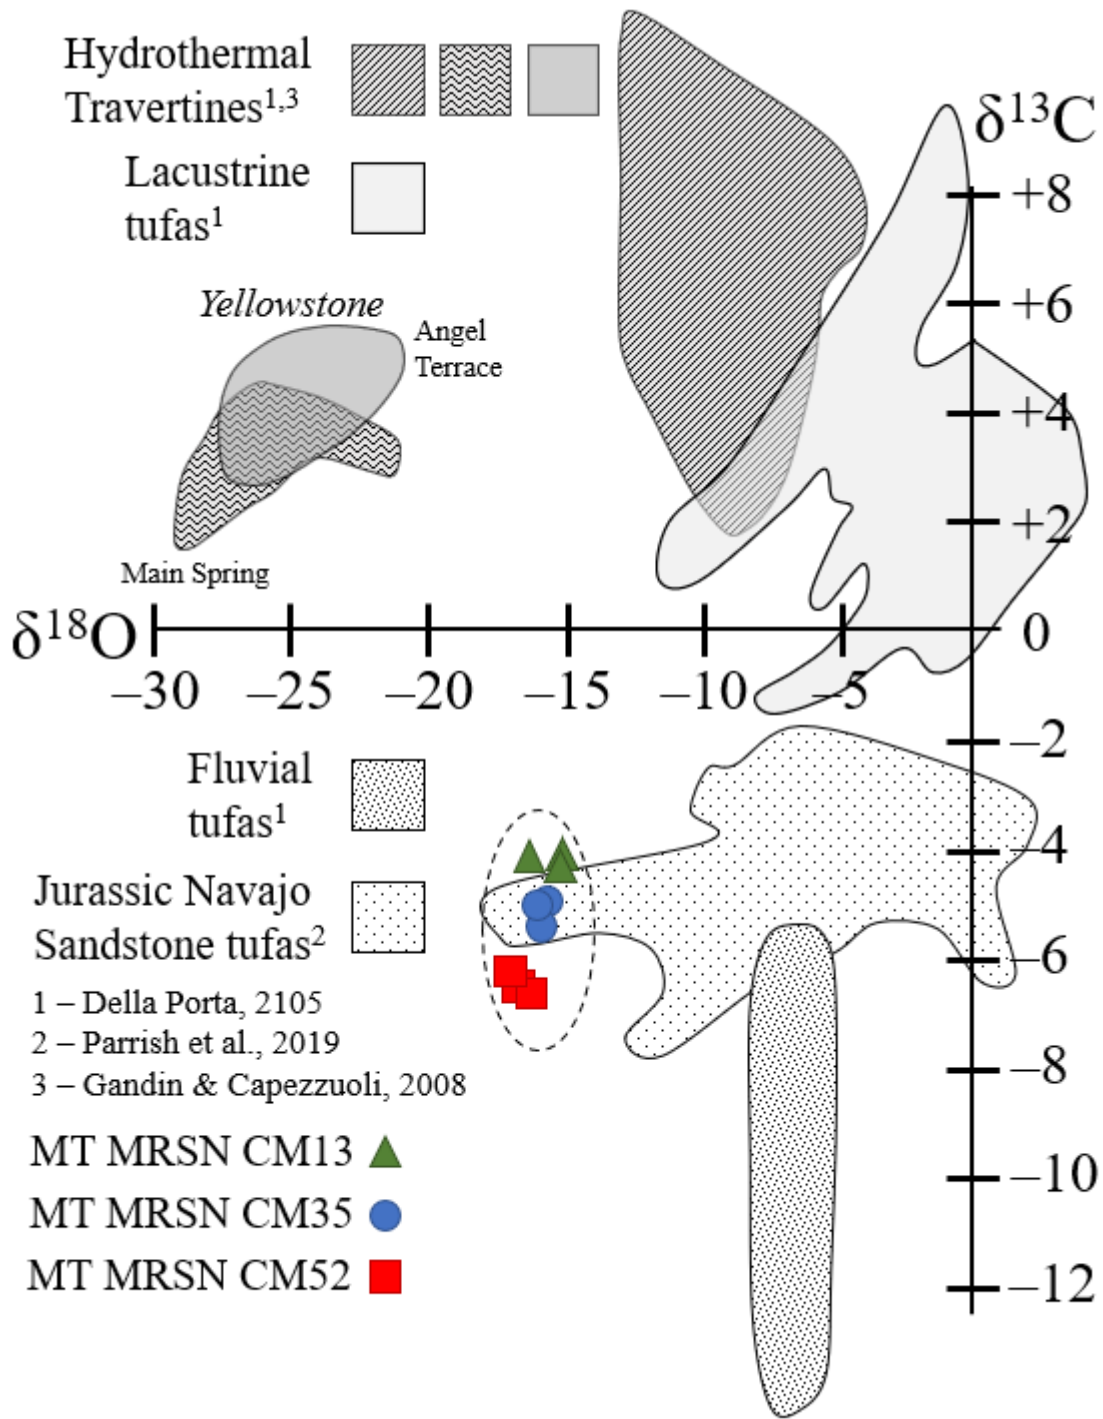 Hydrothermal
Travertines1,3
δ13C
Lacustrine
tufas1
+8
+6
+4
+2
0
Yellowstone
Angel
Terrace
Main Spring
δ18O
–30 –25 –20 –15 –10 –5
–2
–4
–6
–8
–10
–12
Fluvial
tufas1
Jurassic Navajo
Sandstone tufas2
1 – Della Porta, 2105
2 – Parrish et al., 2019
3 – Gandin & Capezzuoli, 2008
MT MRSN CM13
MT MRSN CM35
MT MRSN CM52